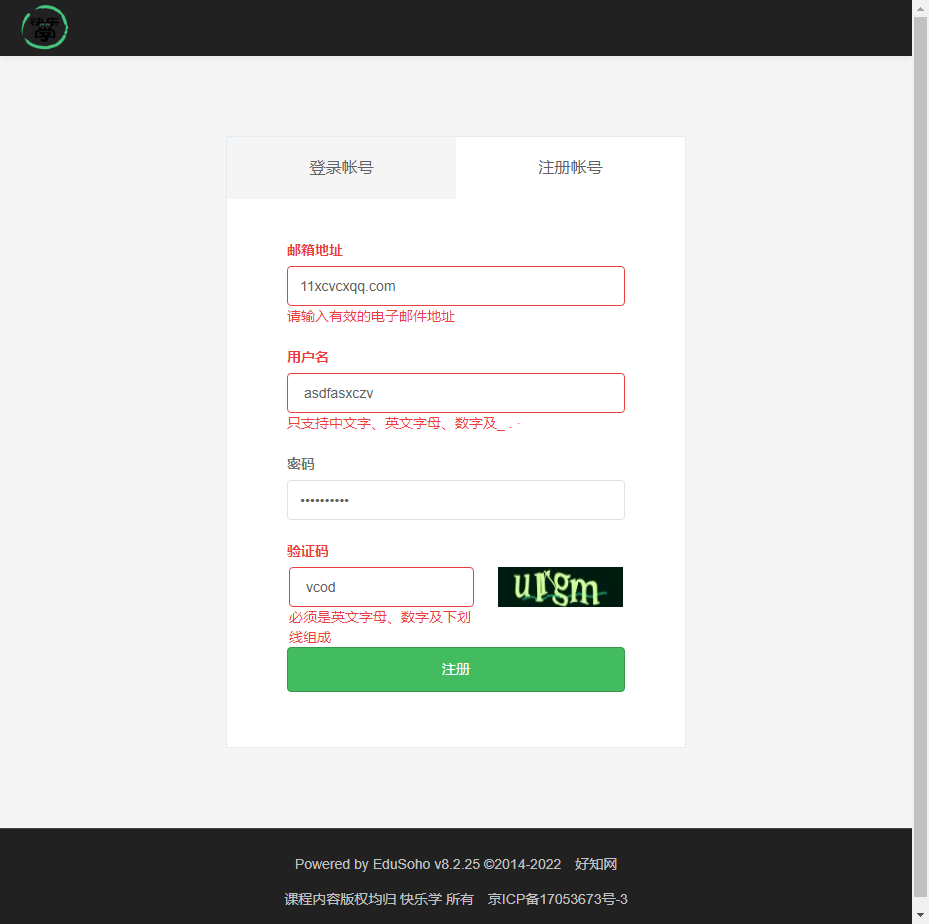 快乐
学
登录帐号 注册帐号
邮箱地址
11xcvcxqq.com
请输入有效的电子邮件地址
用户名
asdfasxczv
只支持中文字、英文字母、数字及_ . ·
密码
••••••••••
验证码
vcod
urgm
必须是英文字母、数字及下划
线组成
注册
Powered by EduSoho v8.2.25 ©2014-2022 好知网
课程内容版权均归 快乐学 所有 京ICP备17053673号-3